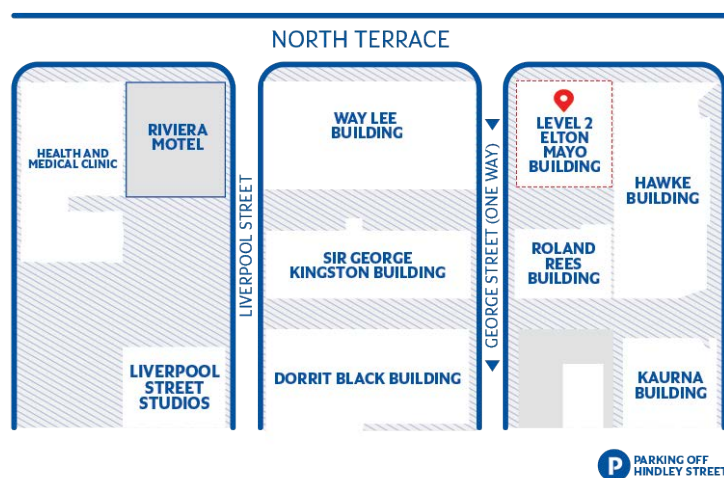 NORTH TERRACE
HEALTH AND
MEDICAL CLINIC
RIVIERA
MOTEL
LIVERPOOL STREET
WAY LEE
BUILDING
GEORGE STREET (ONE WAY)
LEVEL 2
ELTON
MAYO
BUILDING
HAWKE
BUILDING
SIR GEORGE
KINGSTON BUILDING
ROLAND
REES
BUILDING
LIVERPOOL
STREET
STUDIOS
DORRIT BLACK BUILDING
KAURNA
BUILDING
P
PARKING OFF
HINDLEY STREET